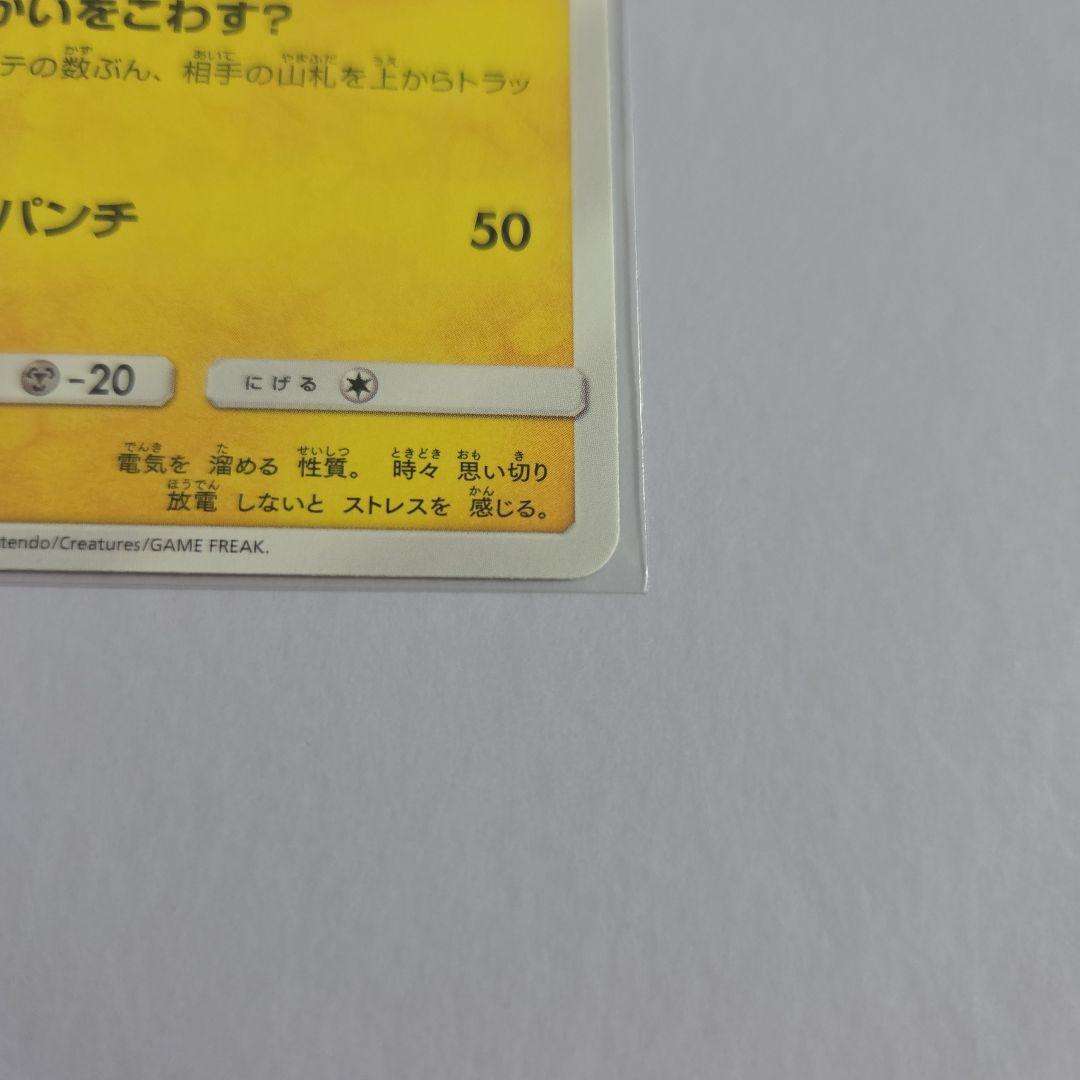 かいをこわす?
テの数ぶん、相手の山札を上からトラッ
パンチ 50
-20 にげる
電気を 溜める 性質。 時々 思い切り
放電 しないと ストレスを 感じる。
tendo/Creatures/GAME FREAK.